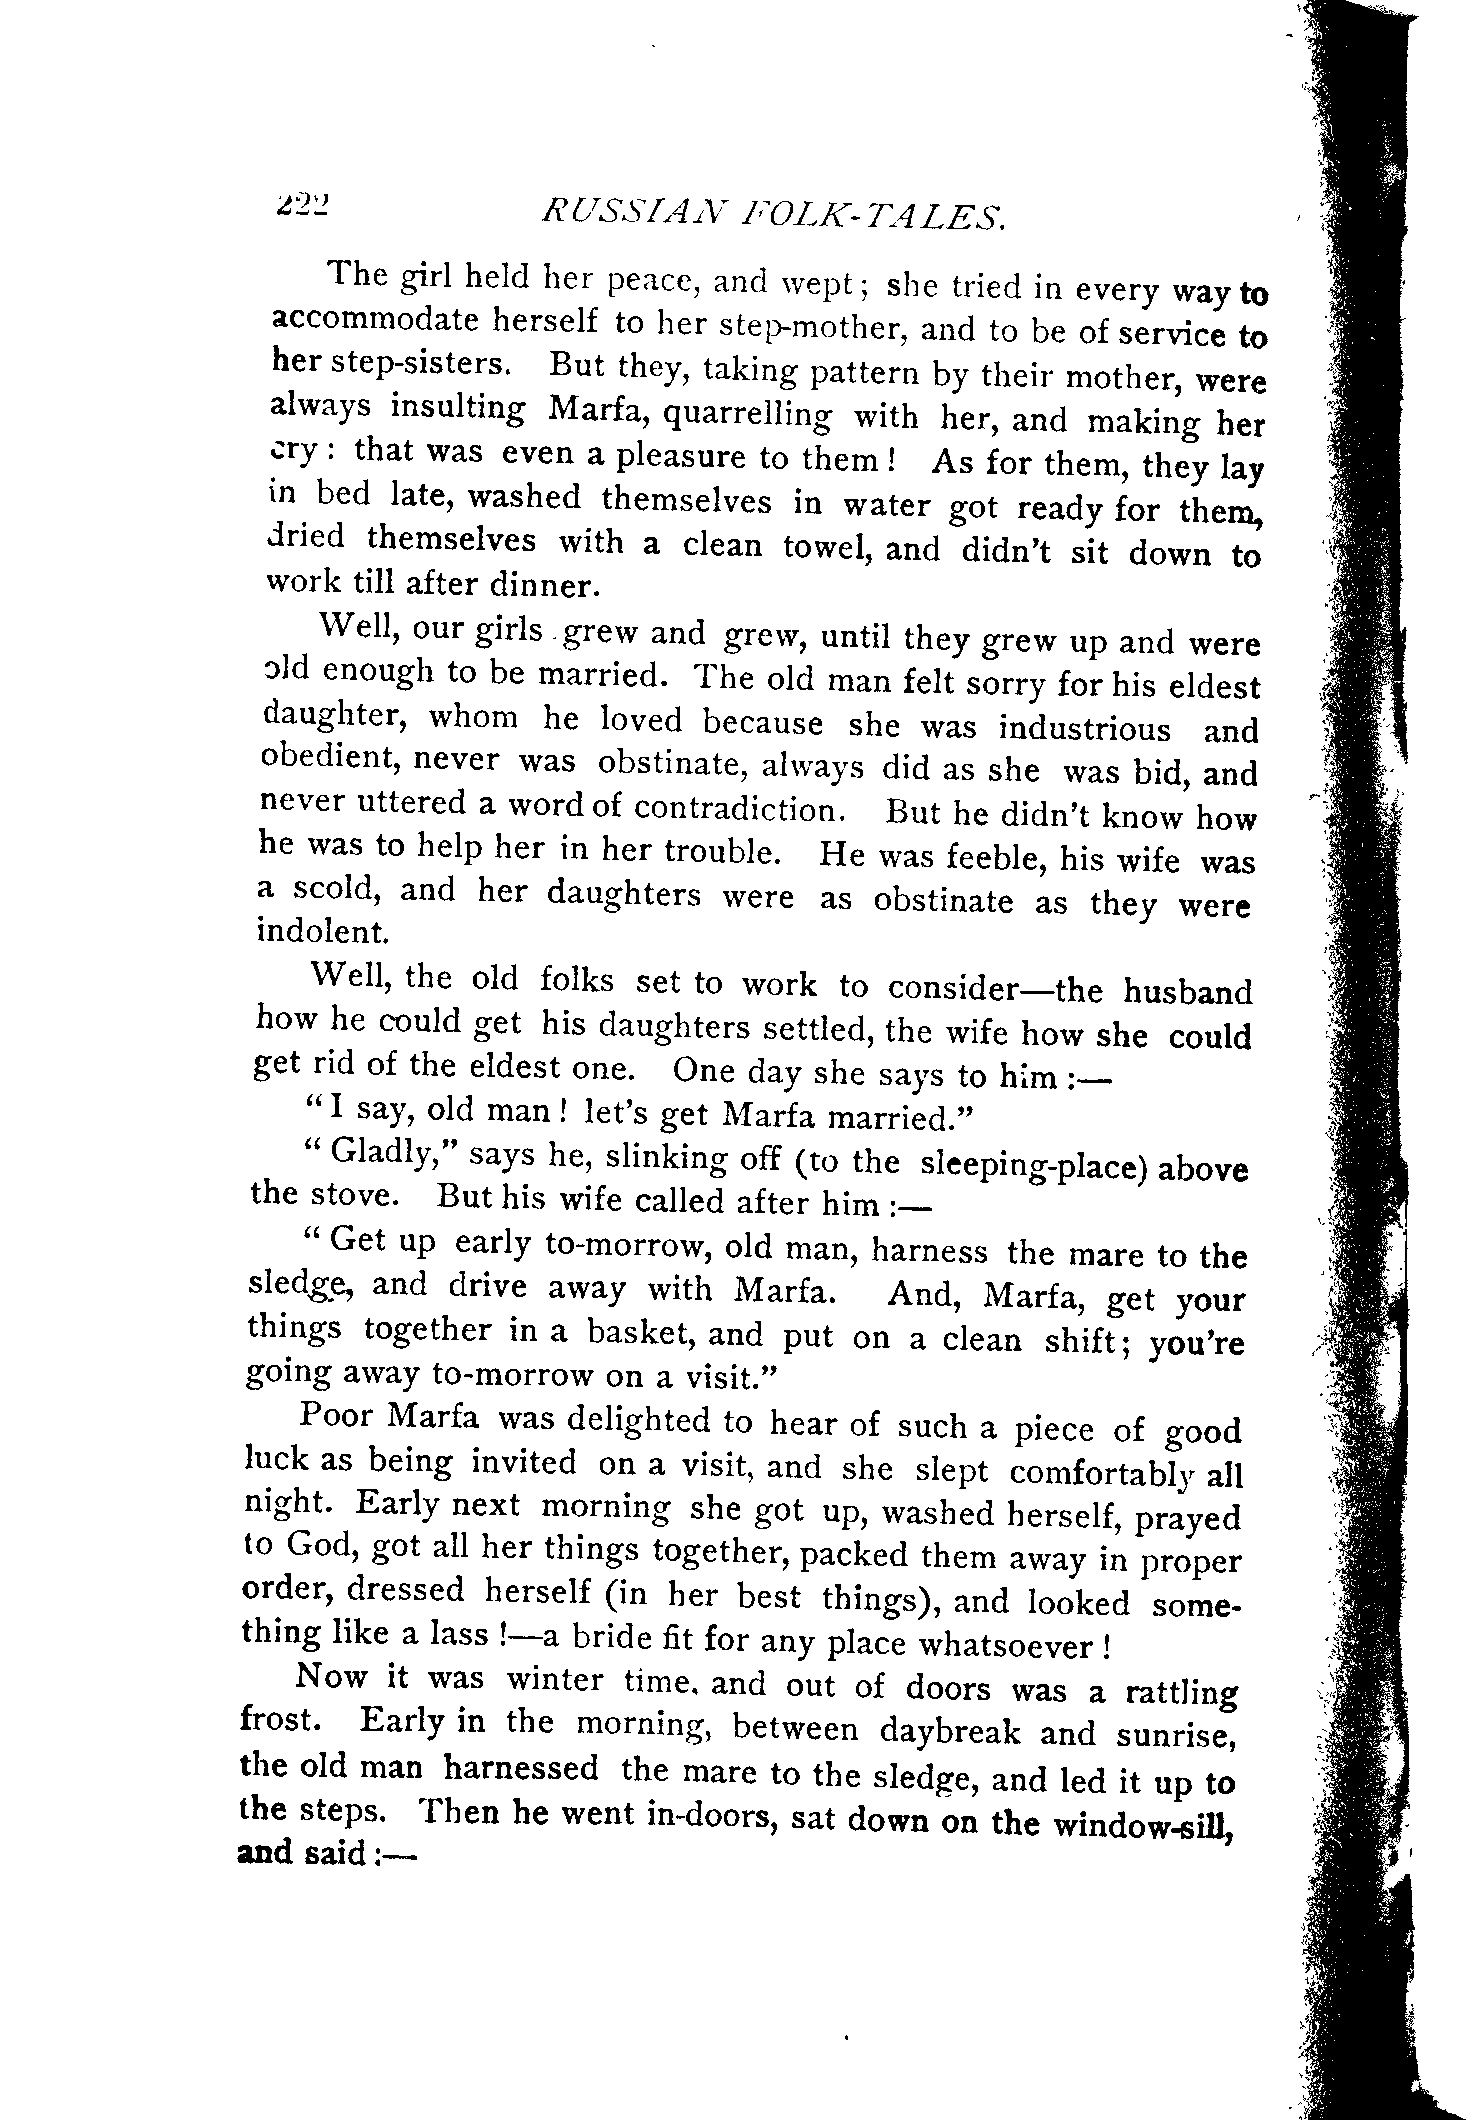 222 RUSSIAN FOLK-TALES.
The girl held her peace, and wept; she tried in every way to
accommodate herself to her step-mother, and to be of service to
her step-sisters. But they, taking pattern by their mother, were
always insulting Marfa, quarrelling with her, and making her
cry: that was even a pleasure to them! As for them, they lay
in bed late, washed themselves in water got ready for them,
dried themselves with a clean towel, and didn't sit down to
work till after dinner.
Well, our girls grew and grew, until they grew up and were
old enough to be married. The old man felt sorry for his eldest
daughter, whom he loved because she was industrious and
obedient, never was obstinate, always did as she was bid, and
never uttered a word of contradiction. But he didn't know how
he was to help her in her trouble. He was feeble, his wife was
a scold, and her daughters were as obstinate as they were
indolent.
Well, the old folks set to work to consider—the husband
how he could get his daughters settled, the wife how she could
get rid of the eldest one. One day she says to him:—
"I say, old man! let's get Marfa married."
"Gladly," says he, slinking off (to the sleeping-place) above
the stove. But his wife called after him:—
"Get up early to-morrow, old man, harness the mare to the
sledge, and drive away with Marfa. And, Marfa, get your
things together in a basket, and put on a clean shift; you're
going away to-morrow on a visit."
Poor Marfa was delighted to hear of such a piece of good
luck as being invited on a visit, and she slept comfortably all
night. Early next morning she got up, washed herself, prayed
to God, got all her things together, packed them away in proper
order, dressed herself (in her best things), and looked some-
thing like a lass!—a bride fit for any place whatsoever!
Now it was winter time, and out of doors was a rattling
frost. Early in the morning, between daybreak and sunrise,
the old man harnessed the mare to the sledge, and led it up to
the steps. Then he went in-doors, sat down on the window-sill,
and said:—